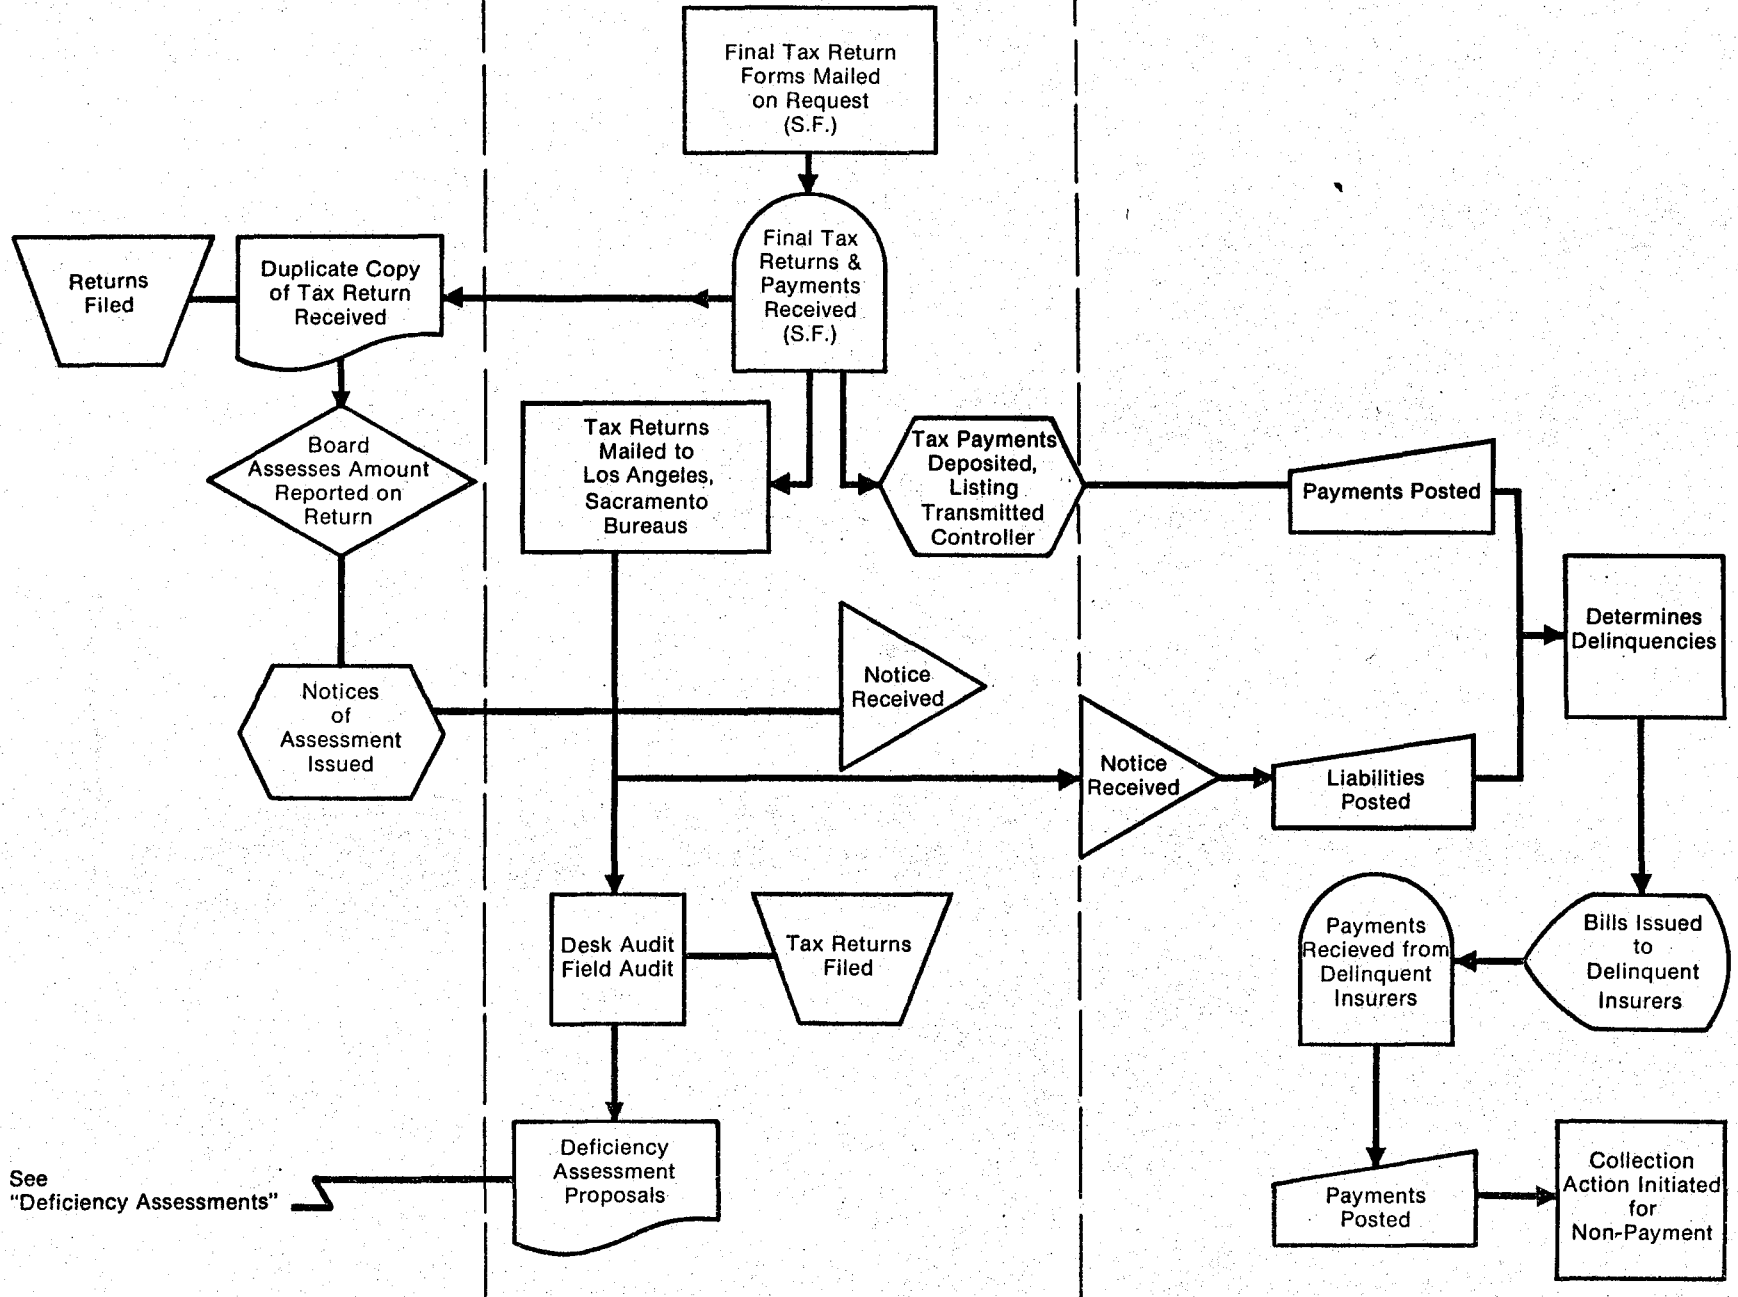 Final Tax Return
Forms Mailed
on Request
(S.F.)
Final Tax
Returns &
Payments
Received
(S.F.)
Returns
Filed
Duplicate Copy
of Tax Return
Received
Board
Assesses Amount
Reported on
Return
Tax Returns
Mailed to
Los Angeles,
Sacramento
Bureaus
Tax Payments
Deposited,
Listing
Transmitted
Controller
Payments Posted
Determines
Delinquencies
Notices
of
Assessment
Issued
Notice
Received
Notice
Received
Liabilities
Posted
Desk Audit
Field Audit
Tax Returns
Filed
Payments
Recieved from
Delinquent
Insurers
Bills Issued
to
Delinquent
Insurers
See
"Deficiency Assessments"
Deficiency
Assessment
Proposals
Payments
Posted
Collection
Action Initiated
for
Non-Payment